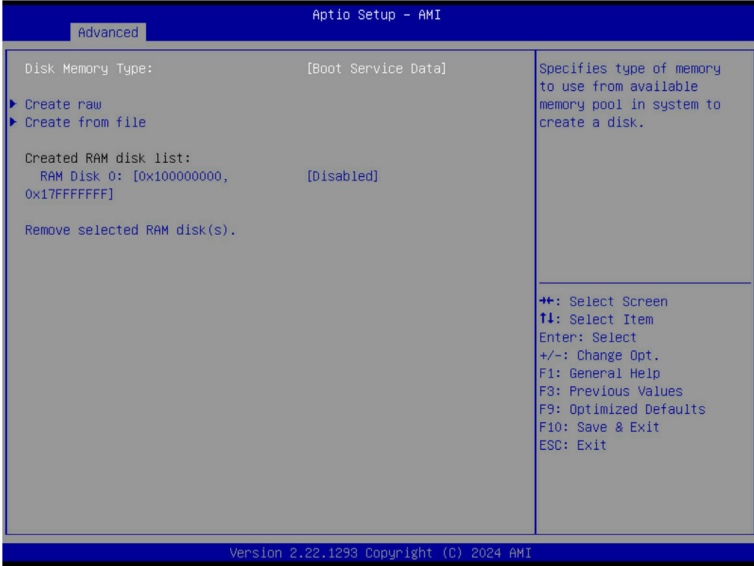 Aptio Setup - AMI
Advanced
Disk Memory Type: [Boot Service Data]
Create raw
Create from file
Created RAM disk list:
RAM Disk 0: [0x100000000, [Disabled]
0x17FFFFFFF]
Remove selected RAM disk(s).
Specifies type of memory
to use from available
memory pool in system to
create a disk.
→←: Select Screen
↑↓: Select Item
Enter: Select
+/-: Change Opt.
F1: General Help
F3: Previous Values
F9: Optimized Defaults
F10: Save & Exit
ESC: Exit
Version 2.22.1293 Copyright (C) 2024 AMI